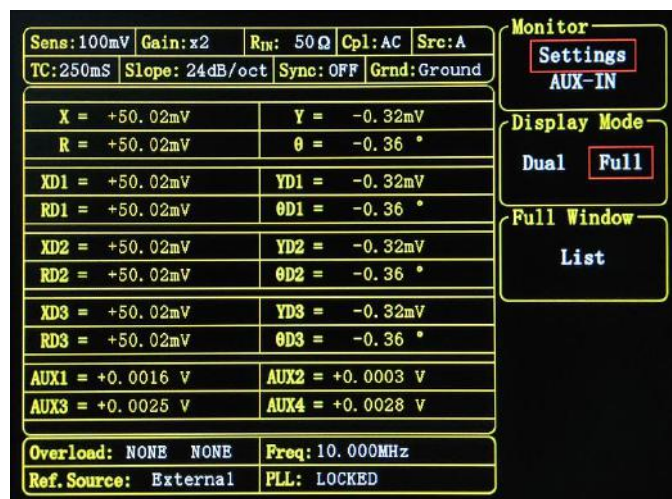 Sens:100mV Gain:x2 RIN: 50Ω Cpl:AC Src:A
TC:250mS Slope: 24dB/oct Sync:OFF Grnd:Ground
X = +50.02mV Y = -0.32mV
R = +50.02mV θ = -0.36 °
XD1 = +50.02mV YD1 = -0.32mV
RD1 = +50.02mV θD1 = -0.36 °
XD2 = +50.02mV YD2 = -0.32mV
RD2 = +50.02mV θD2 = -0.36 °
XD3 = +50.02mV YD3 = -0.32mV
RD3 = +50.02mV θD3 = -0.36 °
AUX1 = +0.0016 V AUX2 = +0.0003 V
AUX3 = +0.0025 V AUX4 = +0.0028 V
Overload: NONE NONE Freq:10.000MHz
Ref.Source: External PLL: LOCKED
Monitor
Settings
AUX-IN
Display Mode
Dual Full
Full Window
List